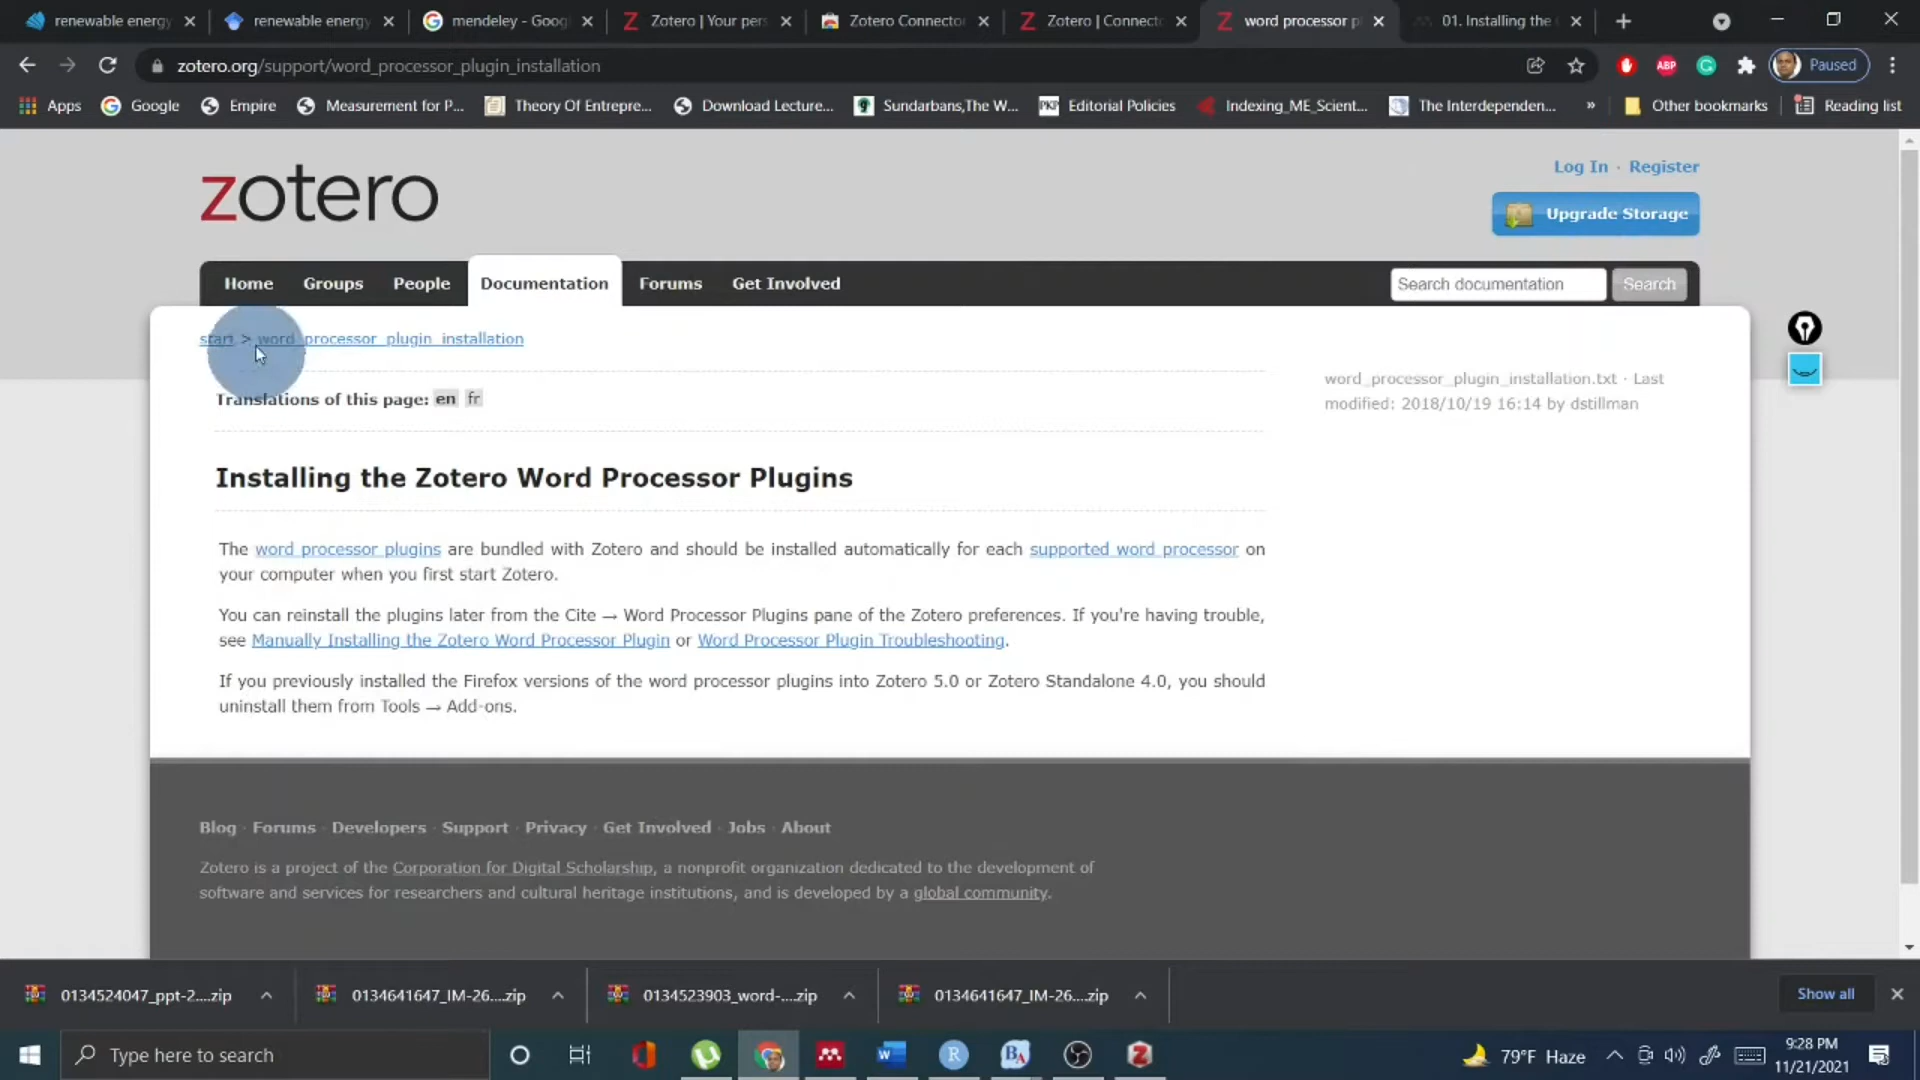 renewable energy
renewable energy
mendeley - Goog
Zotero | Your pers
Zotero Connector
Zotero | Connecto
word processor p
01. Installing the
zotero.org/support/word_processor_plugin_installation
ABP
Paused
Apps
Google
Empire
Measurement for P...
Theory Of Entrepre...
Download Lecture...
Sundarbans,The W...
PKP
Editorial Policies
Indexing_ME_Scient...
The Interdependen...
»
Other bookmarks
Reading list
zotero
Log In · Register
Upgrade Storage
Home
Groups
People
Documentation
Forums
Get Involved
Search documentation
Search
start > word_processor_plugin_installation
word_processor_plugin_installation.txt · Last
modified: 2018/10/19 16:14 by dstillman
Translations of this page: en fr
Installing the Zotero Word Processor Plugins
The word processor plugins are bundled with Zotero and should be installed automatically for each supported word processor on
your computer when you first start Zotero.
You can reinstall the plugins later from the Cite → Word Processor Plugins pane of the Zotero preferences. If you're having trouble,
see Manually Installing the Zotero Word Processor Plugin or Word Processor Plugin Troubleshooting.
If you previously installed the Firefox versions of the word processor plugins into Zotero 5.0 or Zotero Standalone 4.0, you should
uninstall them from Tools → Add-ons.
Blog · Forums · Developers · Support · Privacy · Get Involved · Jobs · About
Zotero is a project of the Corporation for Digital Scholarship, a nonprofit organization dedicated to the development of
software and services for researchers and cultural heritage institutions, and is developed by a global community.
0134524047_ppt-2....zip
0134641647_IM-26....zip
0134523903_word-....zip
0134641647_IM-26....zip
Show all
Type here to search
79°F Haze
9:28 PM
11/21/2021